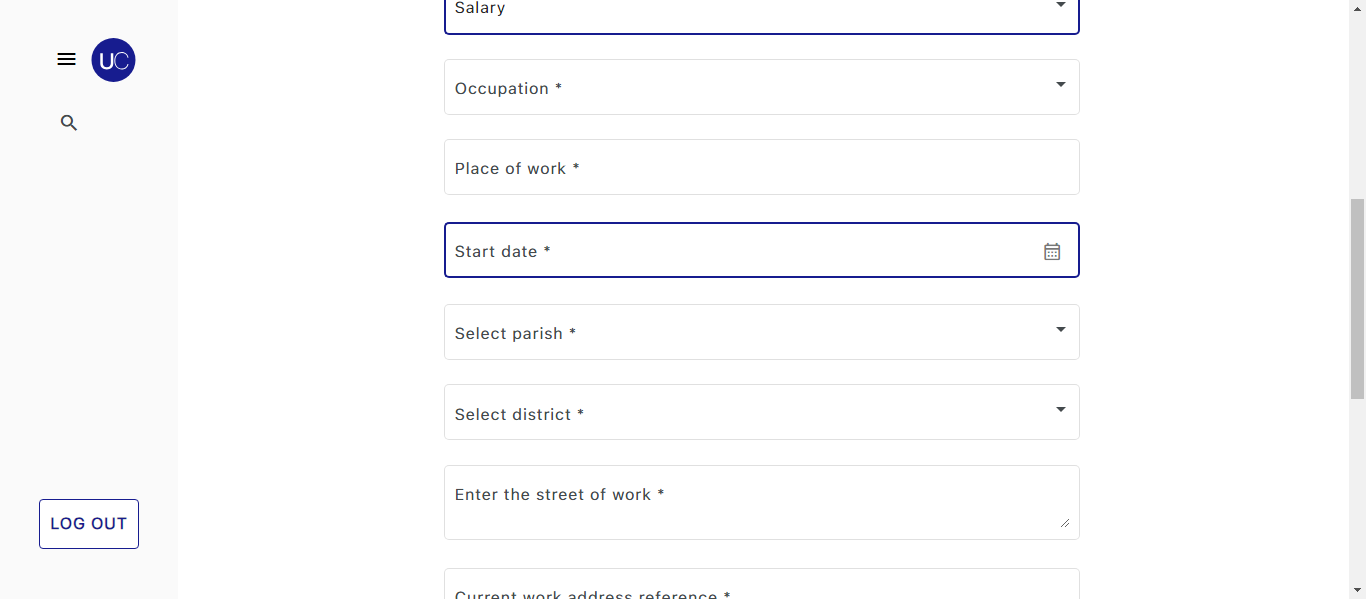 Salary
UC
Occupation *
Place of work *
Start date *
Select parish *
Select district *
Enter the street of work *
LOG OUT
Current work address reference *